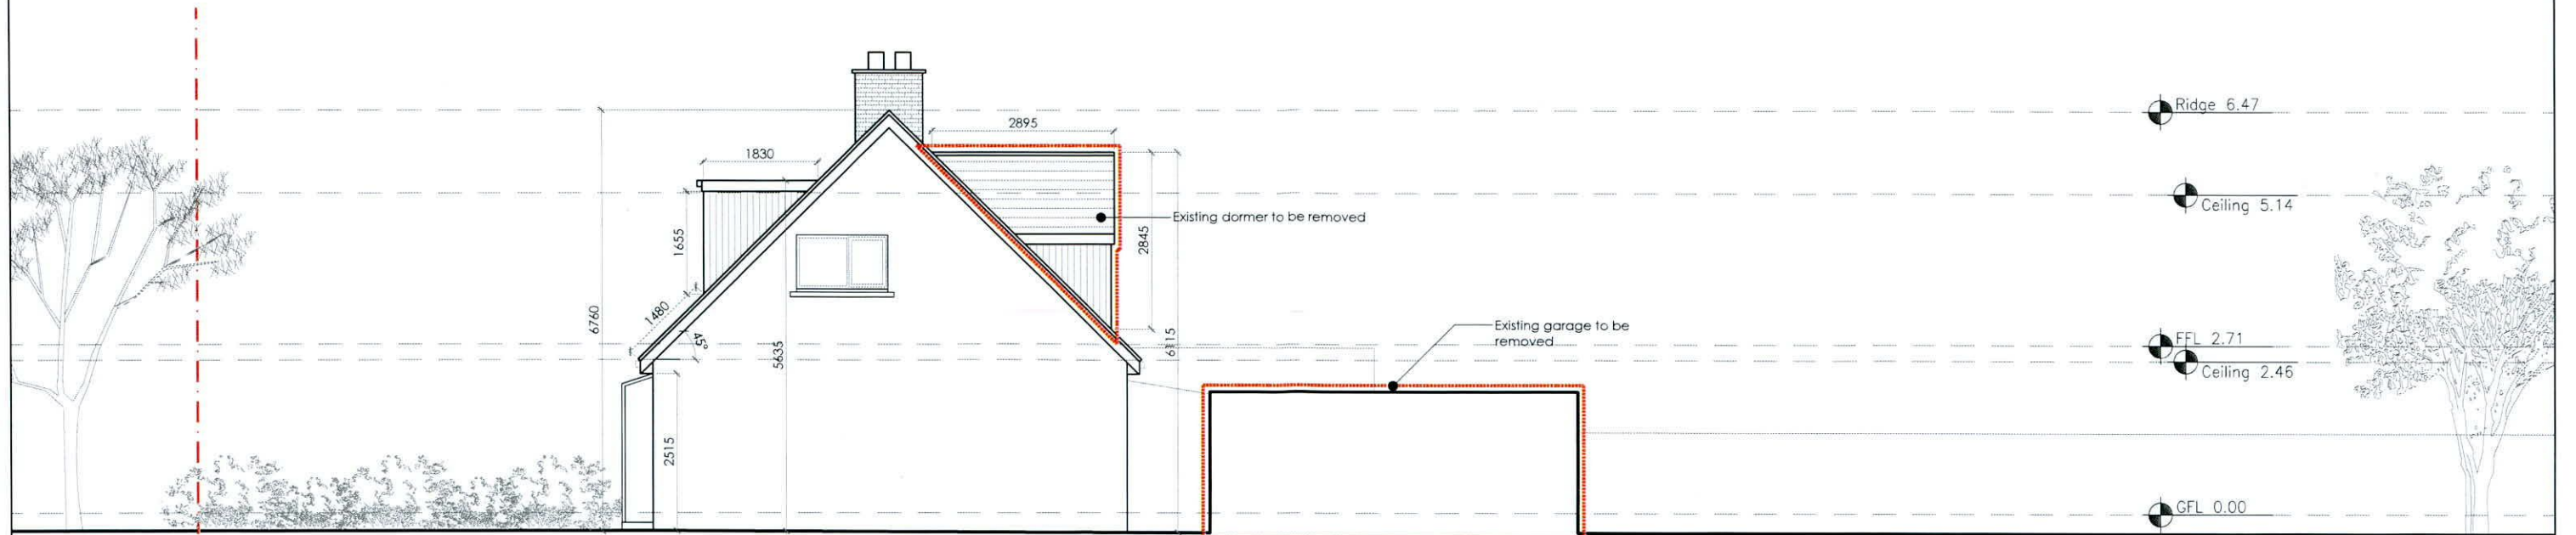 Ridge 6.47
2895
1830
Ceiling 5.14
Existing dormer to be removed
1655
2845
1480
6760
45°
5635
6115
Existing garage to be
removed
FFL 2.71
Ceiling 2.46
2515
GFL 0.00